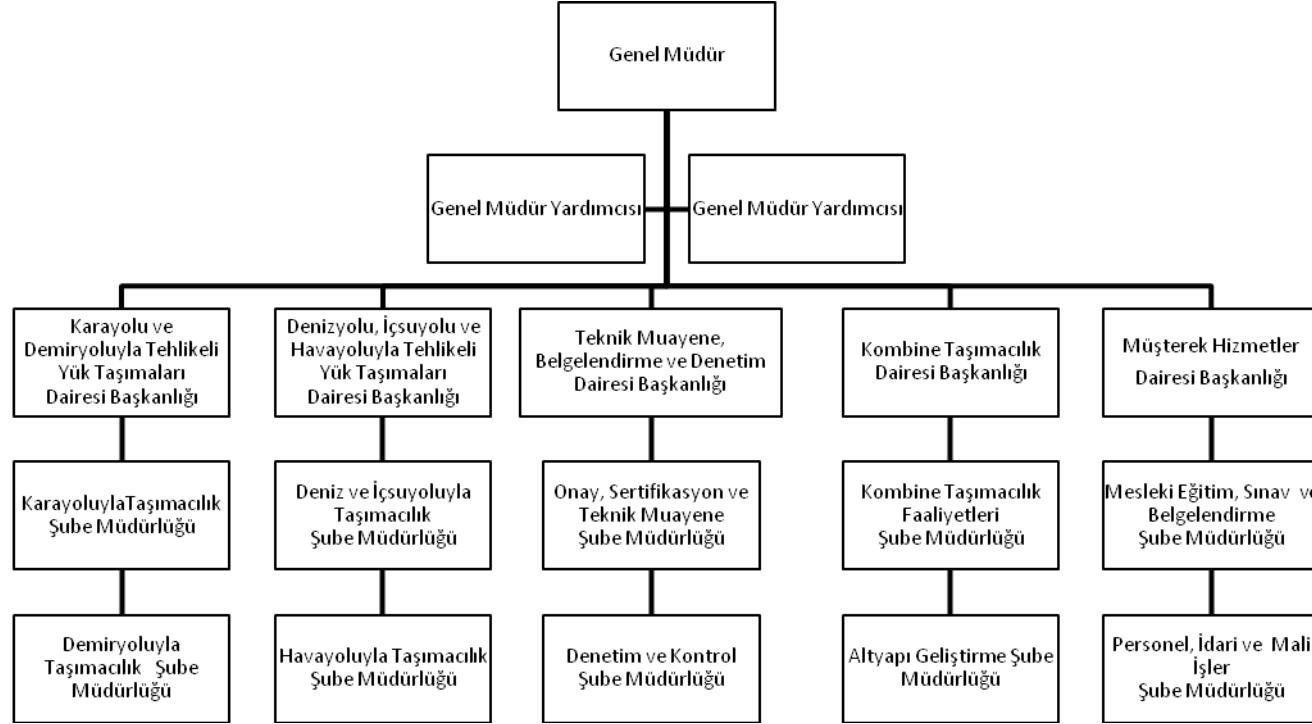 Genel Müdür
Genel Müdür Yardımcısı
Genel Müdür Yardımcısı
Karayolu ve
Demiryoluyla Tehlikeli
Yük Taşımaları
Dairesi Başkanlığı
Denizyolu, İçsuyolu ve
Havayoluyla Tehlikeli
Yük Taşımaları
Dairesi Başkanlığı
Teknik Muayene,
Belgelendirme ve Denetim
Dairesi Başkanlığı
Kombine Taşımacılık
Dairesi Başkanlığı
Müşterek Hizmetler
Dairesi Başkanlığı
KarayoluylaTaşımacılık
Şube Müdürlüğü
Deniz ve İçsuyoluyla
Taşımacılık
Şube Müdürlüğü
Onay, Sertifikasyon ve
Teknik Muayene
Şube Müdürlüğü
Kombine Taşımacılık
Faaliyetleri
Şube Müdürlüğü
Mesleki Eğitim, Sınav ve
Belgelendirme
Şube Müdürlüğü
Demiryoluyla
Taşımacılık Şube
Müdürlüğü
Havayoluyla Taşımacılık
Şube Müdürlüğü
Denetim ve Kontrol
Şube Müdürlüğü
Altyapı Geliştirme Şube
Müdürlüğü
Personel, İdari ve Mali
İşler
Şube Müdürlüğü